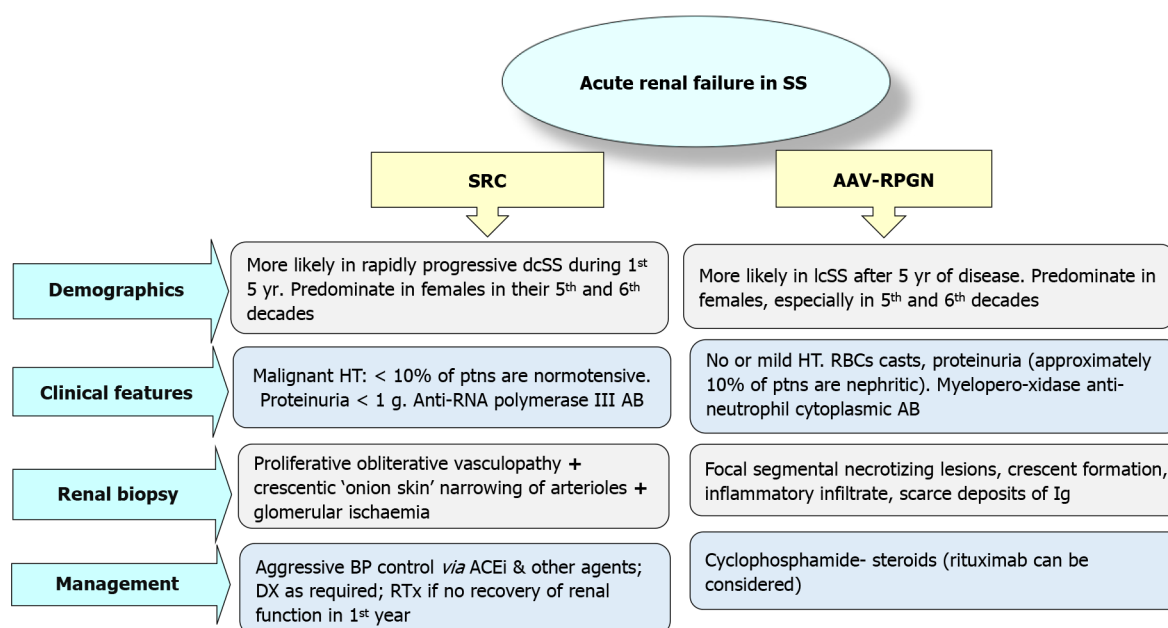 Acute renal failure in SS
SRC
AAV-RPGN
Demographics
More likely in rapidly progressive dcSS during 1st
5 yr. Predominate in females in their 5th and 6th
decades
More likely in lcSS after 5 yr of disease. Predominate in
females, especially in 5th and 6th decades
Clinical features
Malignant HT: < 10% of ptns are normotensive.
Proteinuria < 1 g. Anti-RNA polymerase III AB
No or mild HT. RBCs casts, proteinuria (approximately
10% of ptns are nephritic). Myelopero-xidase anti-
neutrophil cytoplasmic AB
Renal biopsy
Proliferative obliterative vasculopathy +
crescentic ‘onion skin’ narrowing of arterioles +
glomerular ischaemia
Focal segmental necrotizing lesions, crescent formation,
inflammatory infiltrate, scarce deposits of Ig
Management
Aggressive BP control via ACEi & other agents;
DX as required; RTx if no recovery of renal
function in 1st year
Cyclophosphamide- steroids (rituximab can be
considered)